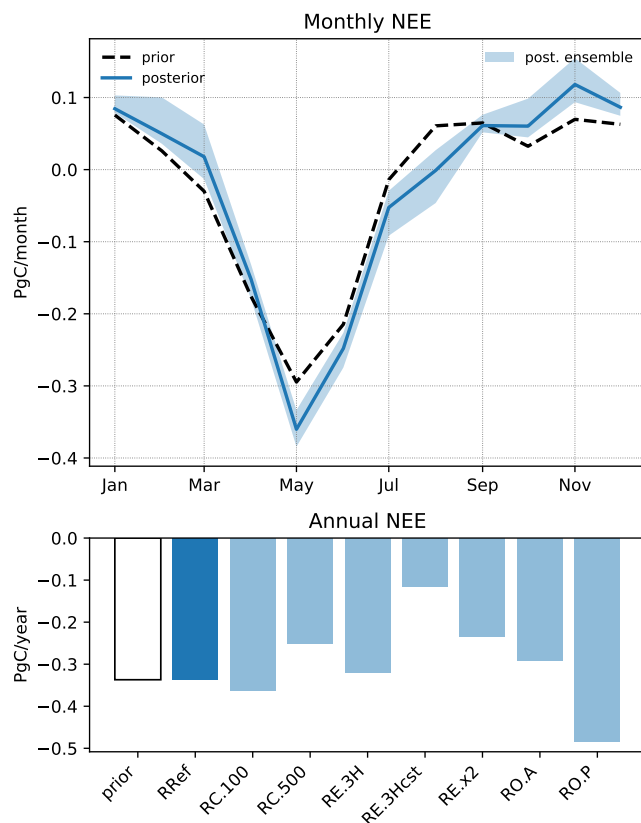 Monthly NEE
prior
posterior
post. ensemble
0.1
0.0
−0.1
−0.2
−0.3
−0.4
PgC/month
Jan Mar May Jul Sep Nov
Annual NEE
0.0
−0.1
−0.2
−0.3
−0.4
−0.5
PgC/year
prior RRef RC.100 RC.500 RE.3H RE.3Hcst RE.x2 RO.A RO.P